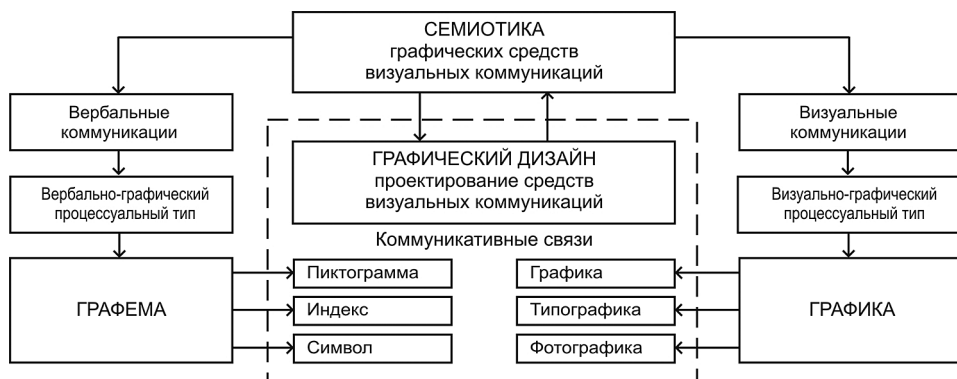 СЕМИОТИКА
графических средств
визуальных коммуникаций
Вербальные
коммуникации
Визуальные
коммуникации
ГРАФИЧЕСКИЙ ДИЗАЙН
проектирование средств
визуальных коммуникаций
Вербально-графический
процессуальный тип
Визуально-графический
процессуальный тип
Коммуникативные связи
ГРАФЕМА
Пиктограмма
Индекс
Символ
Графика
Типографика
Фотографика
ГРАФИКА